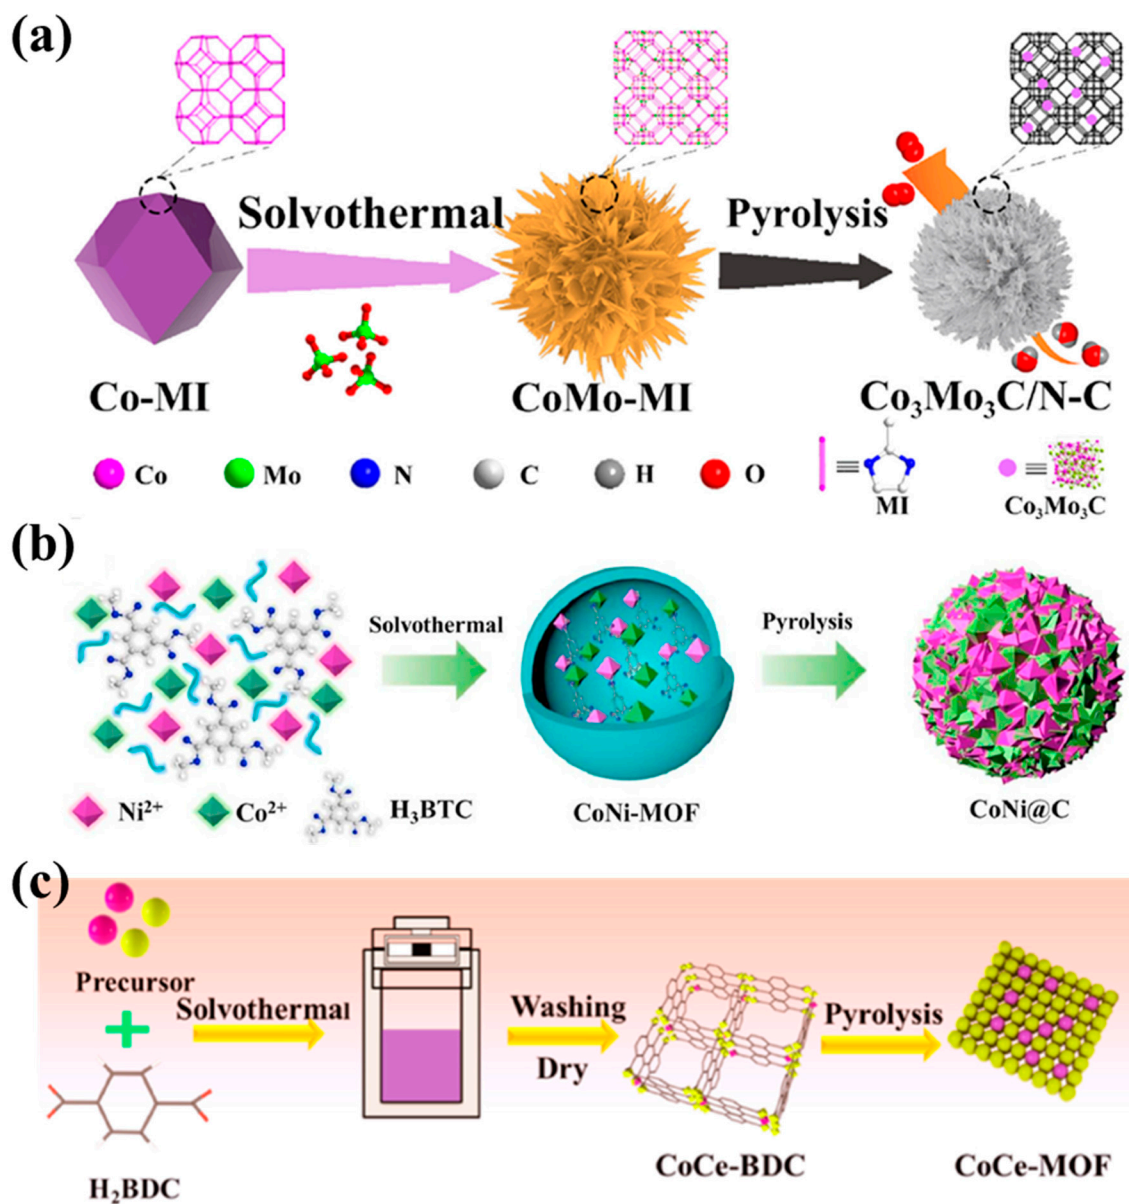 (a)
Solvothermal
Pyrolysis
Co-MI
CoMo-MI
Co₃Mo₃C/N-C
Co Mo N C H O MI Co₃Mo₃C
(b)
Solvothermal
Pyrolysis
Ni²⁺ Co²⁺ H₃BTC
CoNi-MOF
CoNi@C
(c)
Precursor
Solvothermal
Washing
Dry
Pyrolysis
H₂BDC
CoCe-BDC
CoCe-MOF